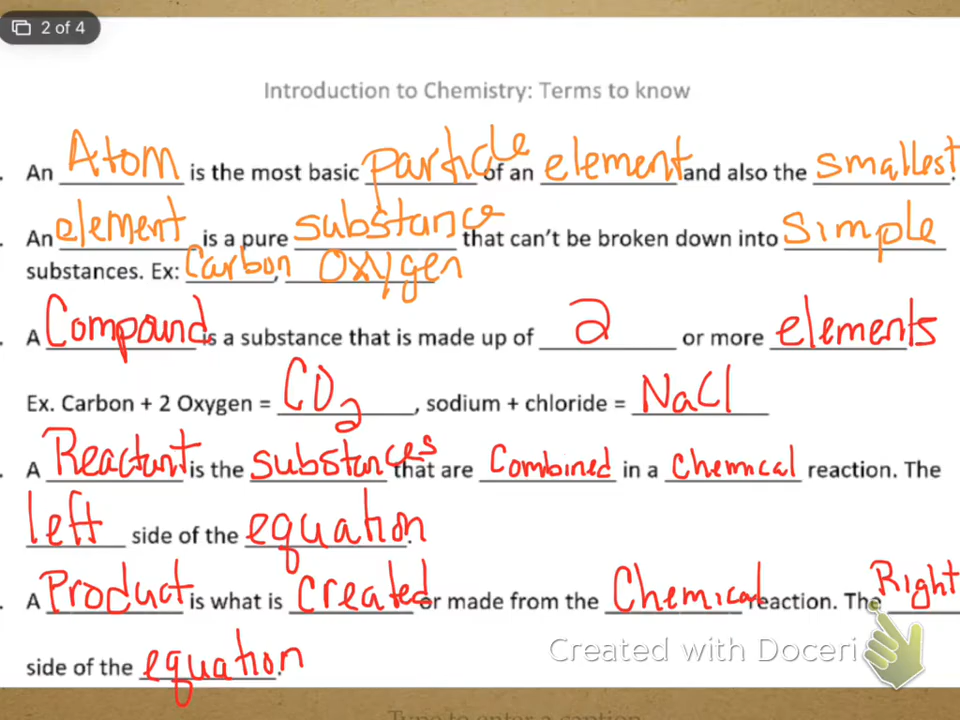 2 of 4
Introduction to Chemistry: Terms to know
. An Atom is the most basic particle of an element and also the smallest.
. An element is a pure substance that can't be broken down into simple
substances. Ex: Carbon, Oxygen
. A Compound is a substance that is made up of 2 or more elements
Ex. Carbon + 2 Oxygen = CO2, sodium + chloride = NaCl
. A Reactant is the substances that are Combined in a Chemical reaction. The
left side of the equation.
. A Product is what is created or made from the Chemical reaction. The Right
Created with Doceri
side of the equation.
Type to enter a caption